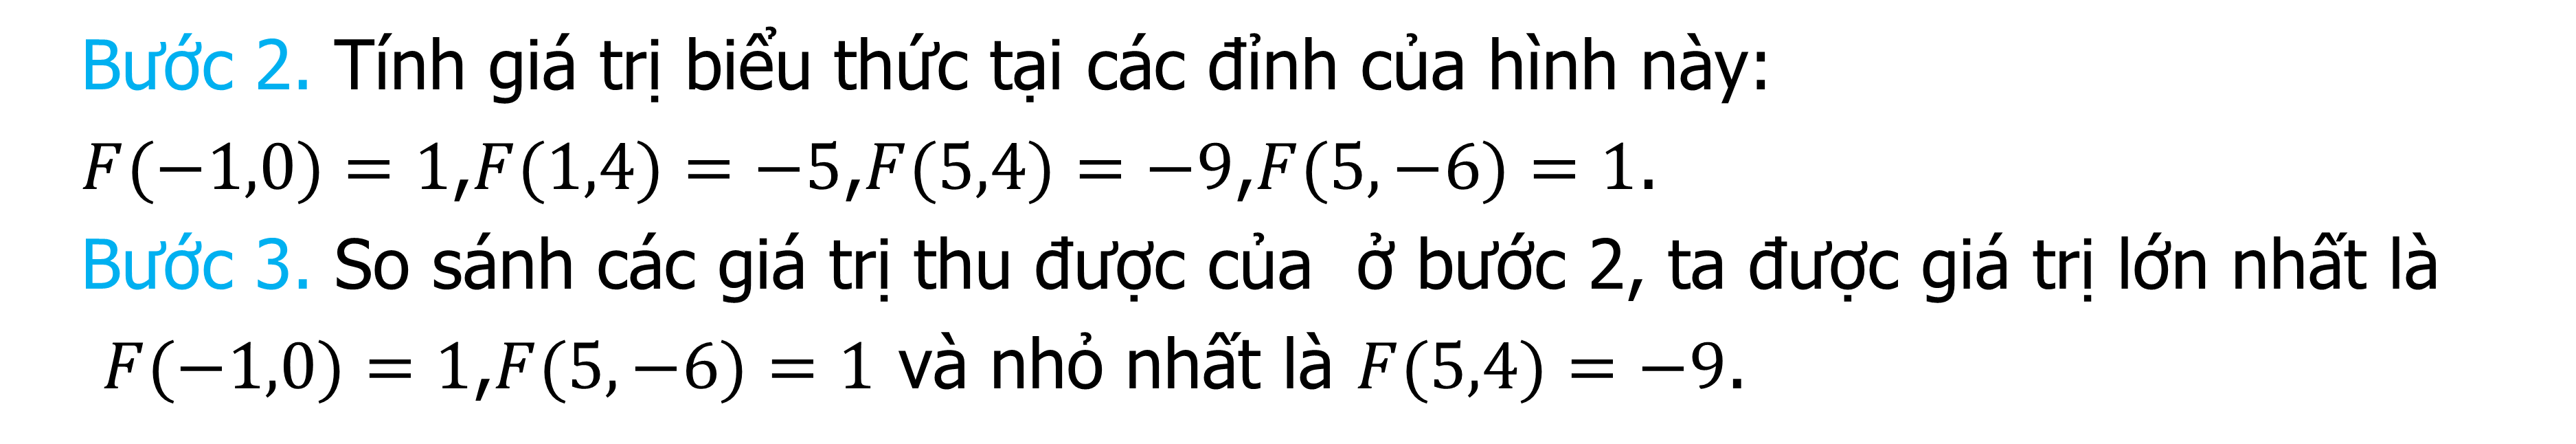 Bước 2. Tính giá trị biểu thức tại các đỉnh của hình này:
F(−1,0) = 1,F(1,4) = −5,F(5,4) = −9,F(5, −6) = 1.
Bước 3. So sánh các giá trị thu được của  ở bước 2, ta được giá trị lớn nhất là
F(−1,0) = 1,F(5, −6) = 1 và nhỏ nhất là F(5,4) = −9.